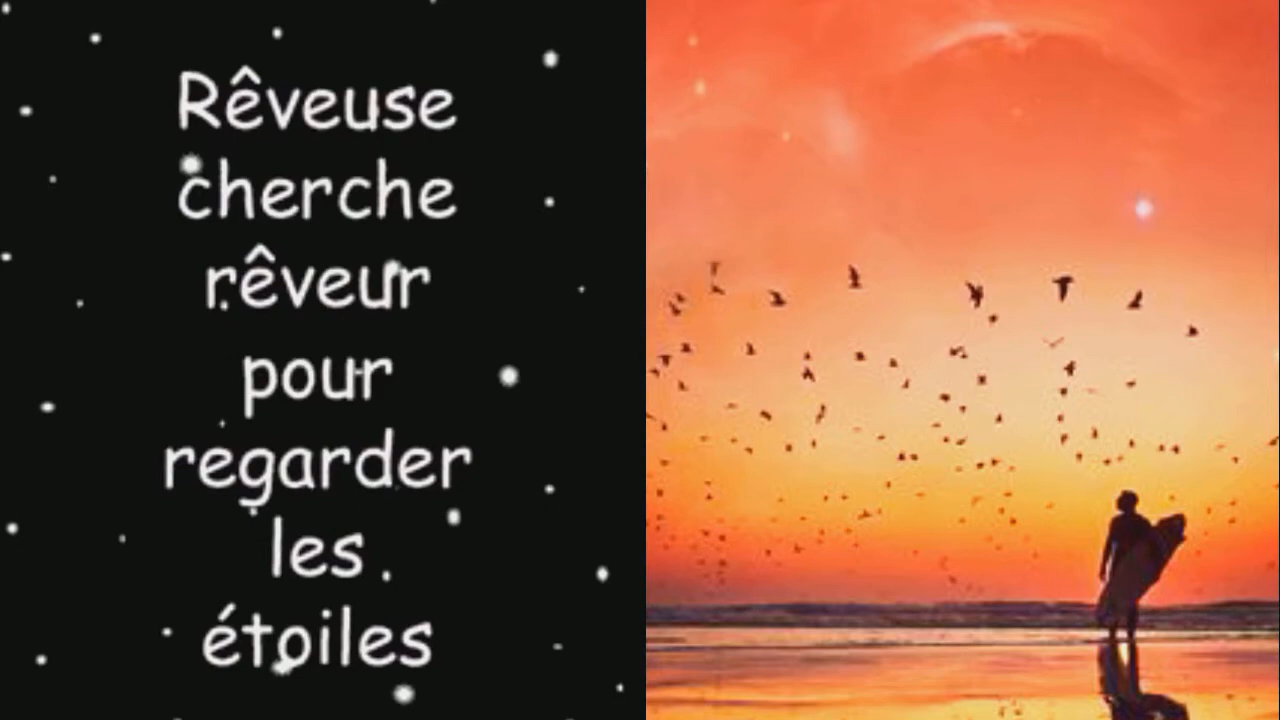 Rêveuse
cherche
rêveur
pour
regarder
les
étoiles